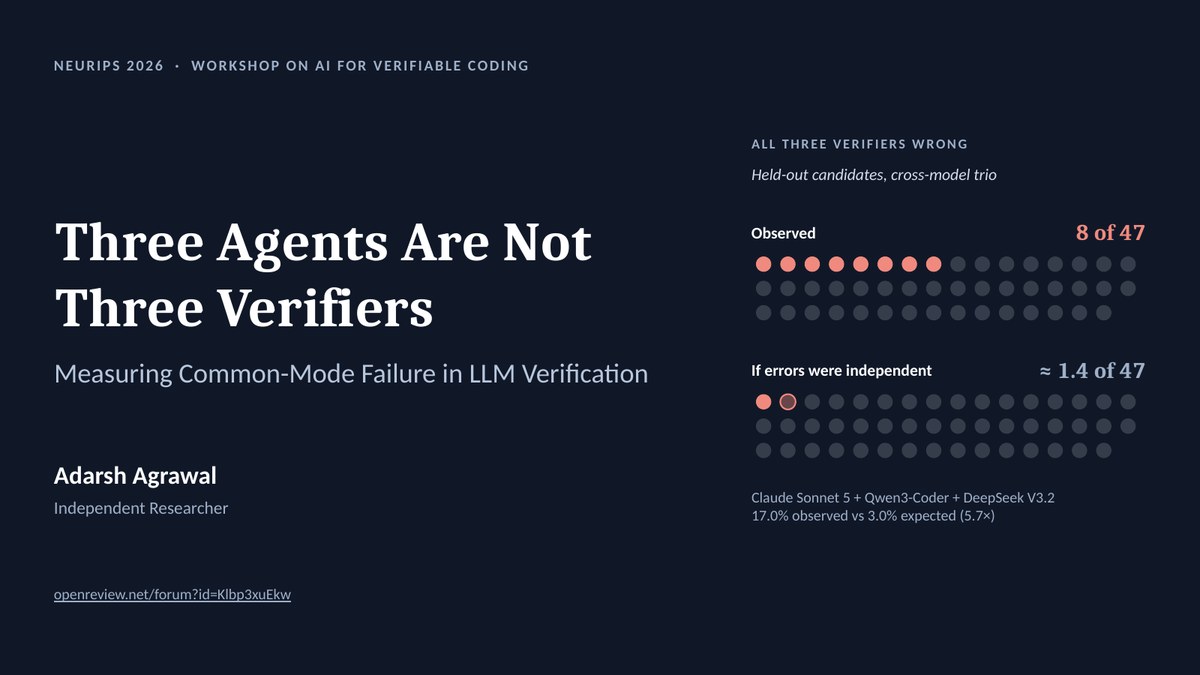 NEURIPS 2026 · WORKSHOP ON AI FOR VERIFIABLE CODING
Three Agents Are Not
Three Verifiers
Measuring Common-Mode Failure in LLM Verification
Adarsh Agrawal
Independent Researcher
openreview.net/forum?id=Klbp3xuEkw
ALL THREE VERIFIERS WRONG
Held-out candidates, cross-model trio
Observed 8 of 47
If errors were independent ≈ 1.4 of 47
Claude Sonnet 5 + Qwen3-Coder + DeepSeek V3.2
17.0% observed vs 3.0% expected (5.7×)